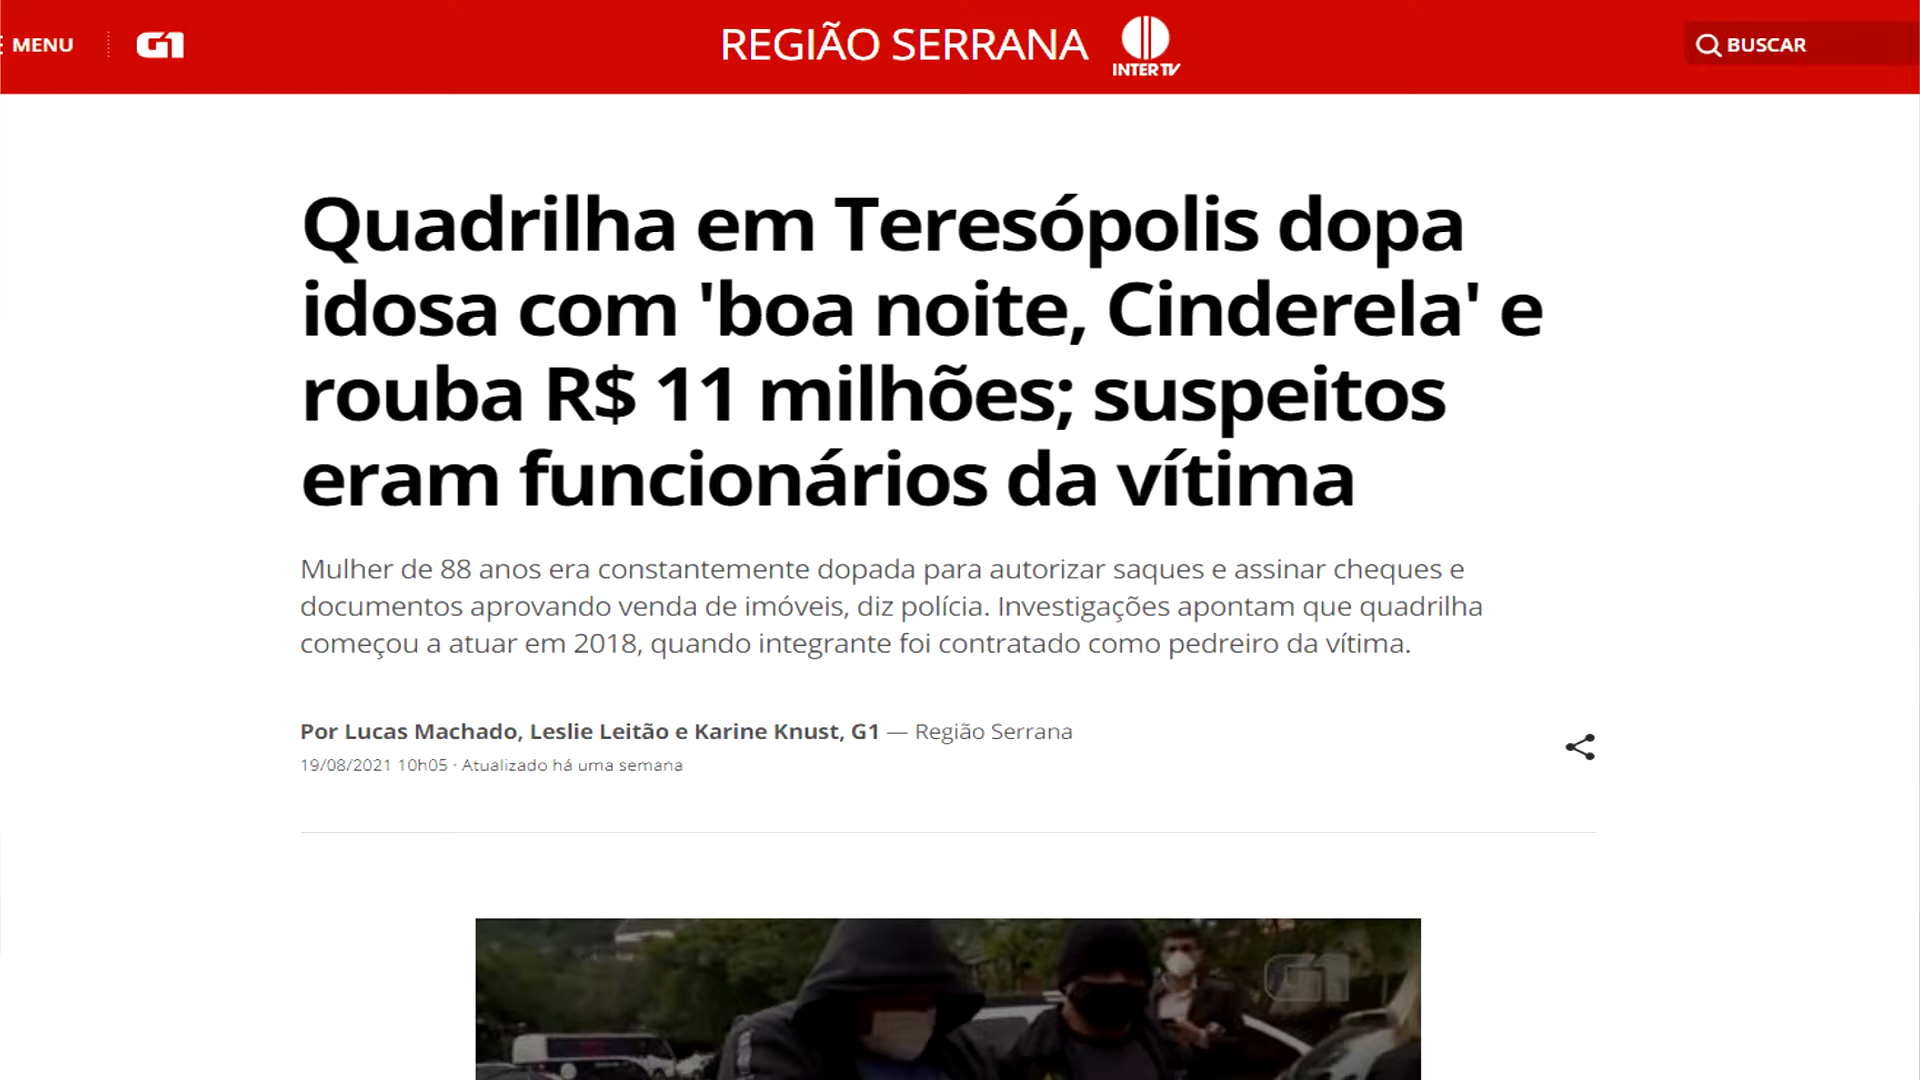 MENU
G1
REGIÃO SERRANA
INTER TV
BUSCAR
Quadrilha em Teresópolis dopa
idosa com 'boa noite, Cinderela' e
rouba R$ 11 milhões; suspeitos
eram funcionários da vítima
Mulher de 88 anos era constantemente dopada para autorizar saques e assinar cheques e
documentos aprovando venda de imóveis, diz polícia. Investigações apontam que quadrilha
começou a atuar em 2018, quando integrante foi contratado como pedreiro da vítima.
Por Lucas Machado, Leslie Leitão e Karine Knust, G1 — Região Serrana
19/08/2021 10h05 · Atualizado há uma semana
G1